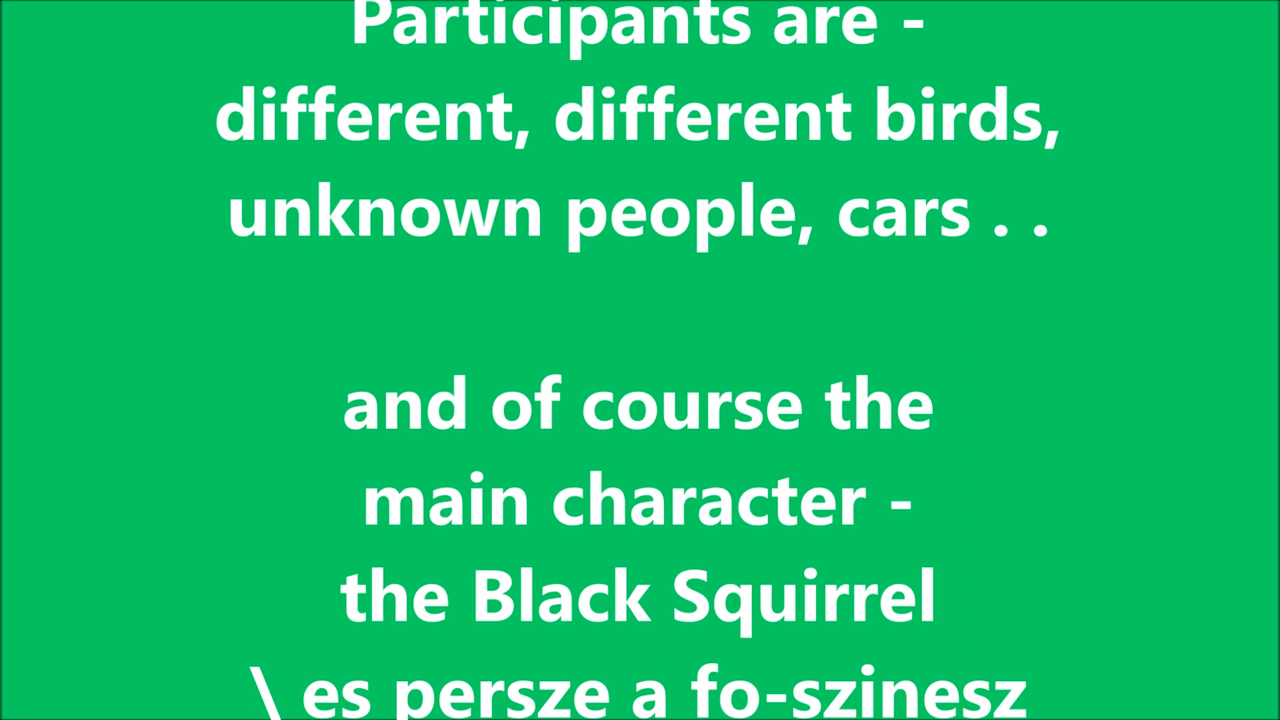 Participants are -
different, different birds,
unknown people, cars . .
and of course the
main character -
the Black Squirrel
\ es persze a fo-szinesz